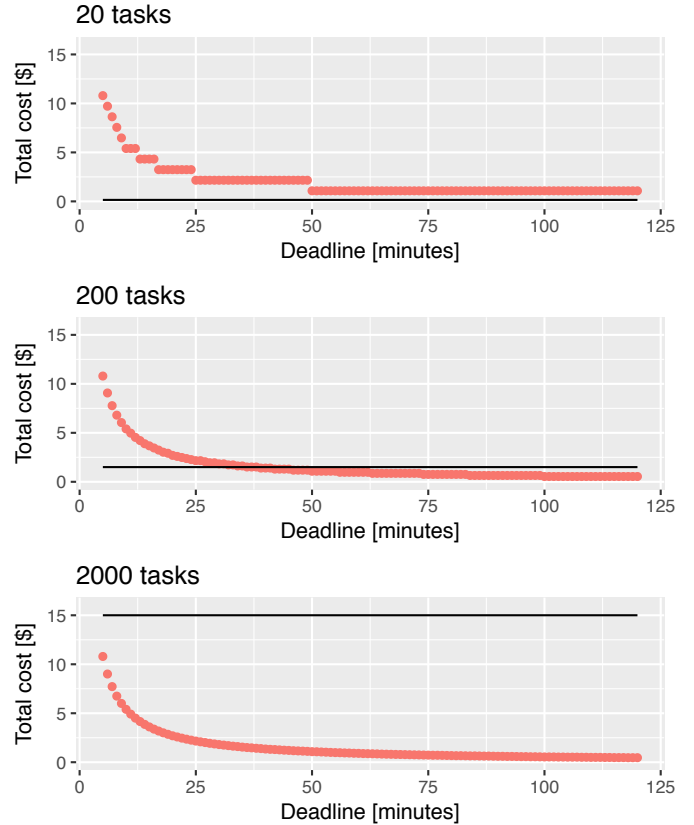 20 tasks
Total cost [$]
15
10
5
0
0 25 50 75 100 125
Deadline [minutes]
200 tasks
Total cost [$]
15
10
5
0
0 25 50 75 100 125
Deadline [minutes]
2000 tasks
Total cost [$]
15
10
5
0
0 25 50 75 100 125
Deadline [minutes]